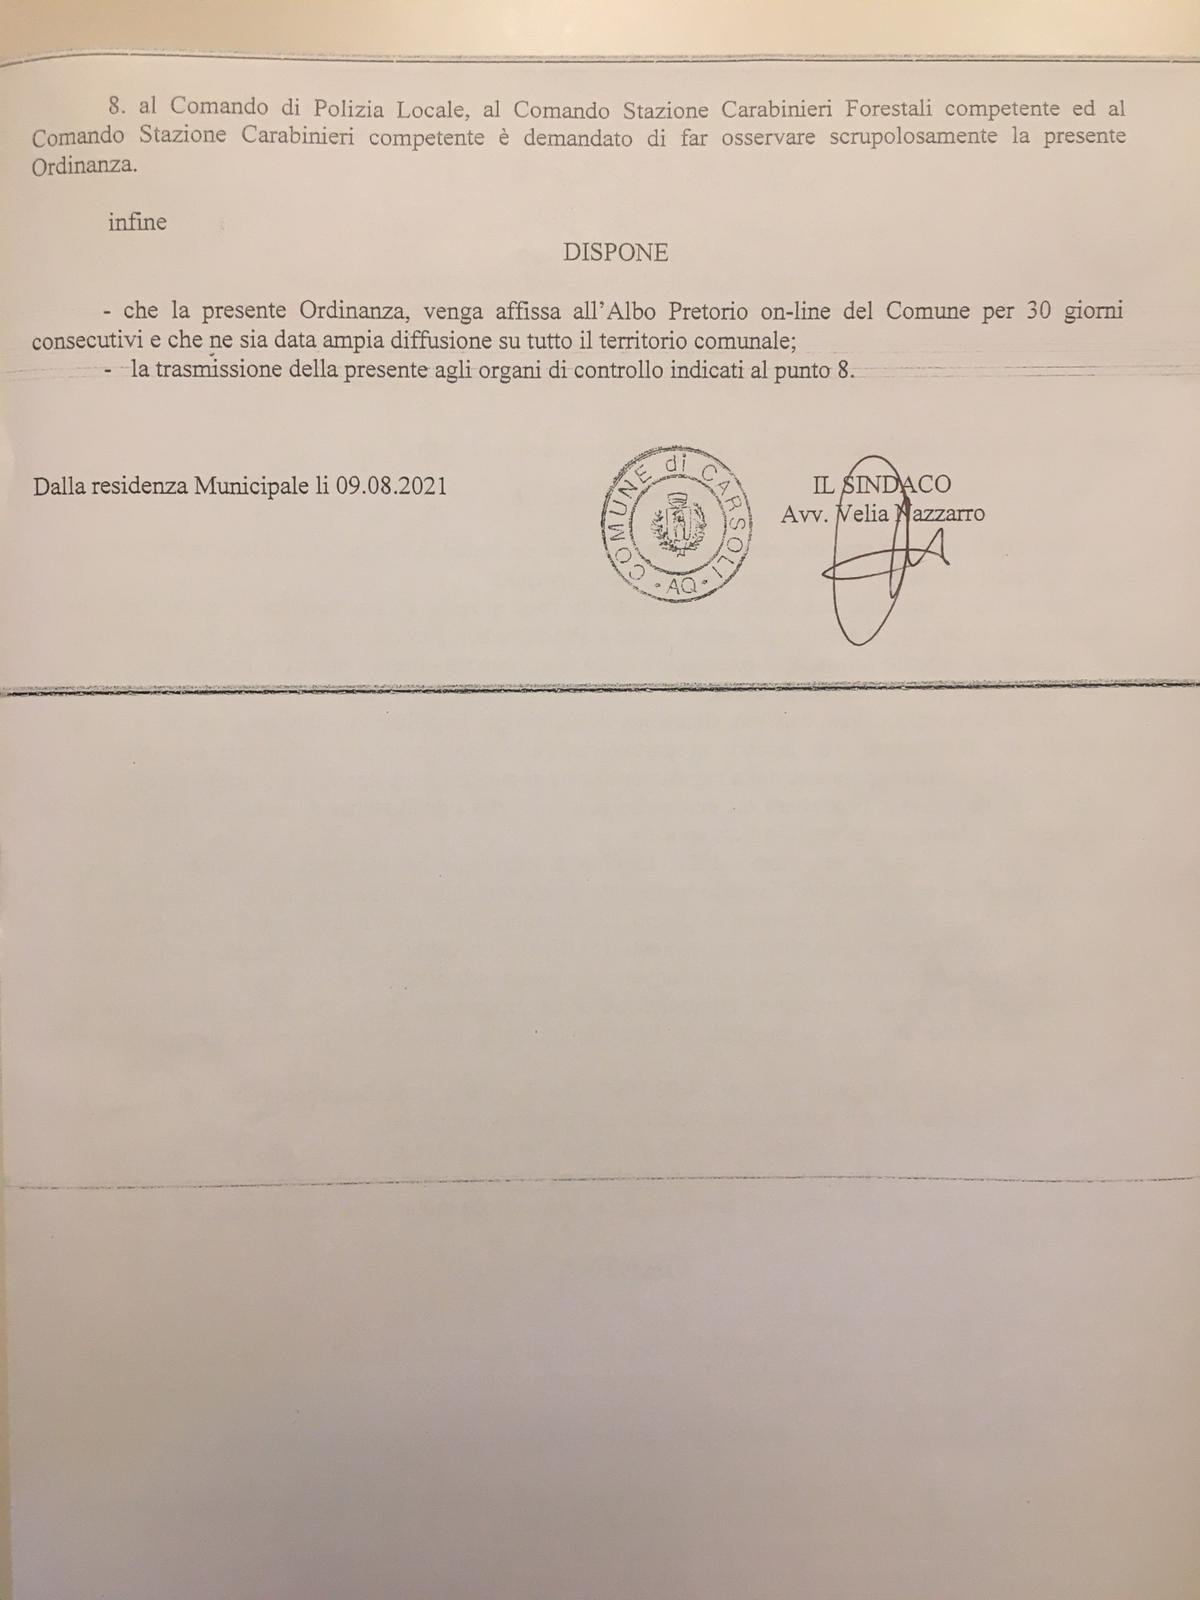 8. al Comando di Polizia Locale, al Comando Stazione Carabinieri Forestali competente ed al
Comando Stazione Carabinieri competente è demandato di far osservare scrupolosamente la presente
Ordinanza.
infine
DISPONE
- che la presente Ordinanza, venga affissa all'Albo Pretorio on-line del Comune per 30 giorni
consecutivi e che ne sia data ampia diffusione su tutto il territorio comunale;
- la trasmissione della presente agli organi di controllo indicati al punto 8.
Dalla residenza Municipale li 09.08.2021
COMUNE di CARSOLI
· AQ ·
IL SINDACO
Avv. Velia Nazzarro